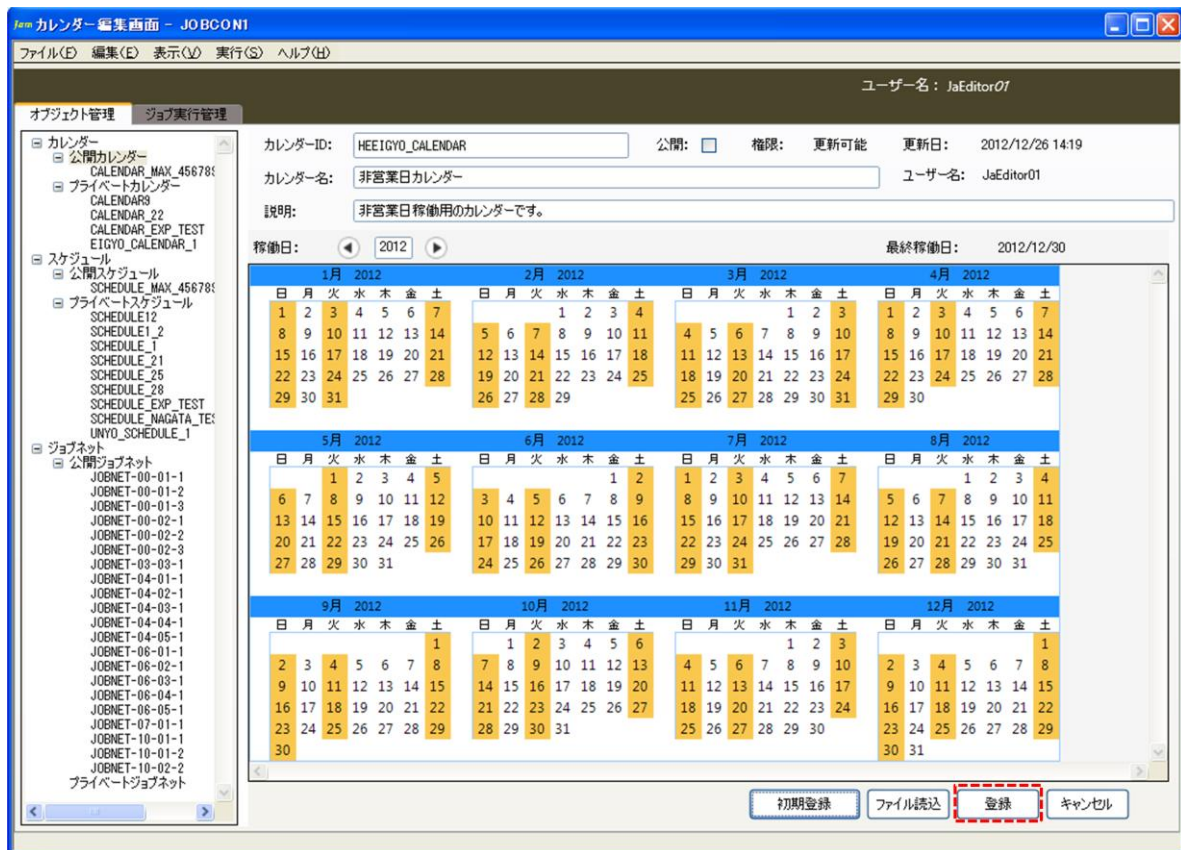 Jam カレンダー編集画面 - JOBCON1
ファイル(F) 編集(E) 表示(V) 実行(S) ヘルプ(H)
ユーザー名: JaEditor01
オブジェクト管理 ジョブ実行管理
カレンダー
公開カレンダー
CALENDAR_MAX_456789
プライベートカレンダー
CALENDAR9
CALENDAR_22
CALENDAR_EXP_TEST
EIGYO_CALENDAR_1
スケジュール
公開スケジュール
SCHEDULE_MAX_456789
プライベートスケジュール
SCHEDULE12
SCHEDULE1_2
SCHEDULE_1
SCHEDULE_21
SCHEDULE_25
SCHEDULE_28
SCHEDULE_EXP_TEST
SCHEDULE_NAGATA_TES
UNYO_SCHEDULE_1
ジョブネット
公開ジョブネット
JOBNET-00-01-1
JOBNET-00-01-2
JOBNET-00-01-3
JOBNET-00-02-1
JOBNET-00-02-2
JOBNET-00-02-3
JOBNET-03-03-1
JOBNET-04-01-1
JOBNET-04-02-1
JOBNET-04-03-1
JOBNET-04-04-1
JOBNET-04-05-1
JOBNET-06-01-1
JOBNET-06-02-1
JOBNET-06-03-1
JOBNET-06-04-1
JOBNET-06-05-1
JOBNET-07-01-1
JOBNET-10-01-1
JOBNET-10-01-2
JOBNET-10-02-2
プライベートジョブネット
カレンダーID: HEEIGYO_CALENDAR 公開: 権限: 更新可能 更新日: 2012/12/26 14:19
カレンダー名: 非営業日カレンダー ユーザー名: JaEditor01
説明: 非営業日稼働用のカレンダーです。
稼働日: 2012 最終稼働日: 2012/12/30
1月 2012 2月 2012 3月 2012 4月 2012
日 月 火 水 木 金 土 日 月 火 水 木 金 土 日 月 火 水 木 金 土 日 月 火 水 木 金 土
1 2 3 4 5 6 7 1 2 3 4 1 2 3 1 2 3 4 5 6 7
8 9 10 11 12 13 14 5 6 7 8 9 10 11 4 5 6 7 8 9 10 8 9 10 11 12 13 14
15 16 17 18 19 20 21 12 13 14 15 16 17 18 11 12 13 14 15 16 17 15 16 17 18 19 20 21
22 23 24 25 26 27 28 19 20 21 22 23 24 25 18 19 20 21 22 23 24 22 23 24 25 26 27 28
29 30 31 26 27 28 29 25 26 27 28 29 30 31 29 30
5月 2012 6月 2012 7月 2012 8月 2012
日 月 火 水 木 金 土 日 月 火 水 木 金 土 日 月 火 水 木 金 土 日 月 火 水 木 金 土
1 2 3 4 5 1 2 1 2 3 4 5 6 7 1 2 3 4
6 7 8 9 10 11 12 3 4 5 6 7 8 9 8 9 10 11 12 13 14 5 6 7 8 9 10 11
13 14 15 16 17 18 19 10 11 12 13 14 15 16 15 16 17 18 19 20 21 12 13 14 15 16 17 18
20 21 22 23 24 25 26 17 18 19 20 21 22 23 22 23 24 25 26 27 28 19 20 21 22 23 24 25
27 28 29 30 31 24 25 26 27 28 29 30 29 30 31 26 27 28 29 30 31
9月 2012 10月 2012 11月 2012 12月 2012
日 月 火 水 木 金 土 日 月 火 水 木 金 土 日 月 火 水 木 金 土 日 月 火 水 木 金 土
1 1 2 3 4 5 6 1 2 3 1
2 3 4 5 6 7 8 7 8 9 10 11 12 13 4 5 6 7 8 9 10 2 3 4 5 6 7 8
9 10 11 12 13 14 15 14 15 16 17 18 19 20 11 12 13 14 15 16 17 9 10 11 12 13 14 15
16 17 18 19 20 21 22 21 22 23 24 25 26 27 18 19 20 21 22 23 24 16 17 18 19 20 21 22
23 24 25 26 27 28 29 28 29 30 31 25 26 27 28 29 30 23 24 25 26 27 28 29
30 30 31
初期登録 ファイル読込 登録 キャンセル